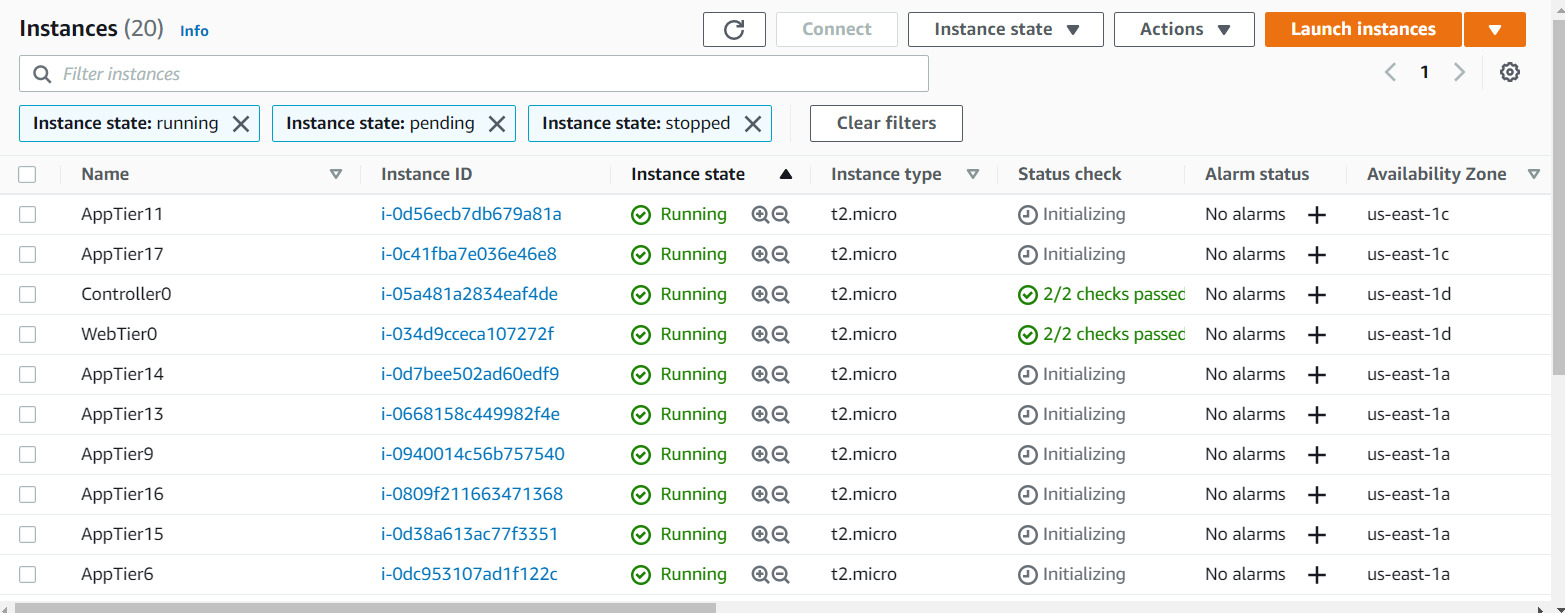 Instances (20) Info Connect Instance state Actions Launch instances
Filter instances 1
Instance state: running Instance state: pending Instance state: stopped Clear filters
Name Instance ID Instance state Instance type Status check Alarm status Availability Zone
AppTier11 i-0d56ecb7db679a81a Running t2.micro Initializing No alarms us-east-1c
AppTier17 i-0c41fba7e036e46e8 Running t2.micro Initializing No alarms us-east-1c
Controller0 i-05a481a2834eaf4de Running t2.micro 2/2 checks passed No alarms us-east-1d
WebTier0 i-034d9cceca107272f Running t2.micro 2/2 checks passed No alarms us-east-1d
AppTier14 i-0d7bee502ad60edf9 Running t2.micro Initializing No alarms us-east-1a
AppTier13 i-0668158c449982f4e Running t2.micro Initializing No alarms us-east-1a
AppTier9 i-0940014c56b757540 Running t2.micro Initializing No alarms us-east-1a
AppTier16 i-0809f211663471368 Running t2.micro Initializing No alarms us-east-1a
AppTier15 i-0d38a613ac77f3351 Running t2.micro Initializing No alarms us-east-1a
AppTier6 i-0dc953107ad1f122c Running t2.micro Initializing No alarms us-east-1a